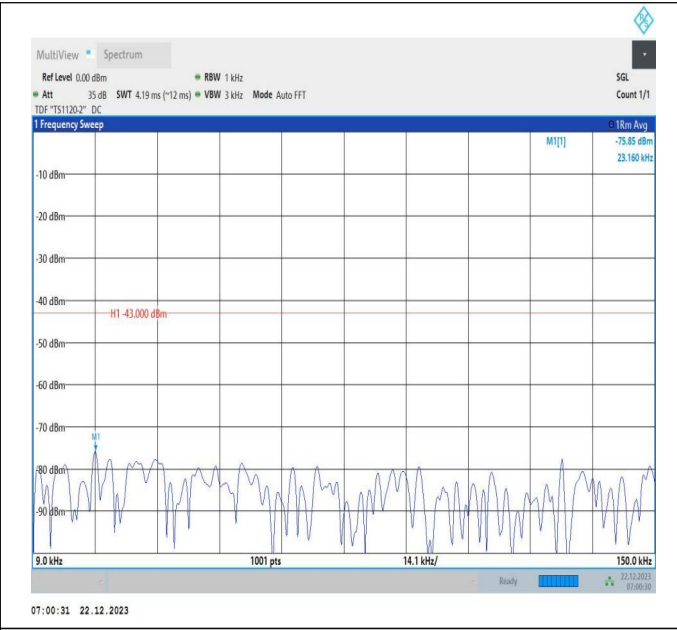 R S
MultiView Spectrum
Ref Level 0.00 dBm RBW 1 kHz SGL
Att 35 dB SWT 4.19 ms (~12 ms) VBW 3 kHz Mode Auto FFT Count 1/1
TDF "TS1120-2" DC
1 Frequency Sweep 1Rm Avg
M1[1] -75.85 dBm
23.160 kHz
-10 dBm
-20 dBm
-30 dBm
-40 dBm
H1 -43.000 dBm
-50 dBm
-60 dBm
-70 dBm
M1
-80 dBm
-90 dBm
9.0 kHz 1001 pts 14.1 kHz/ 150.0 kHz
Ready 22.12.2023
07:00:30
07:00:31 22.12.2023